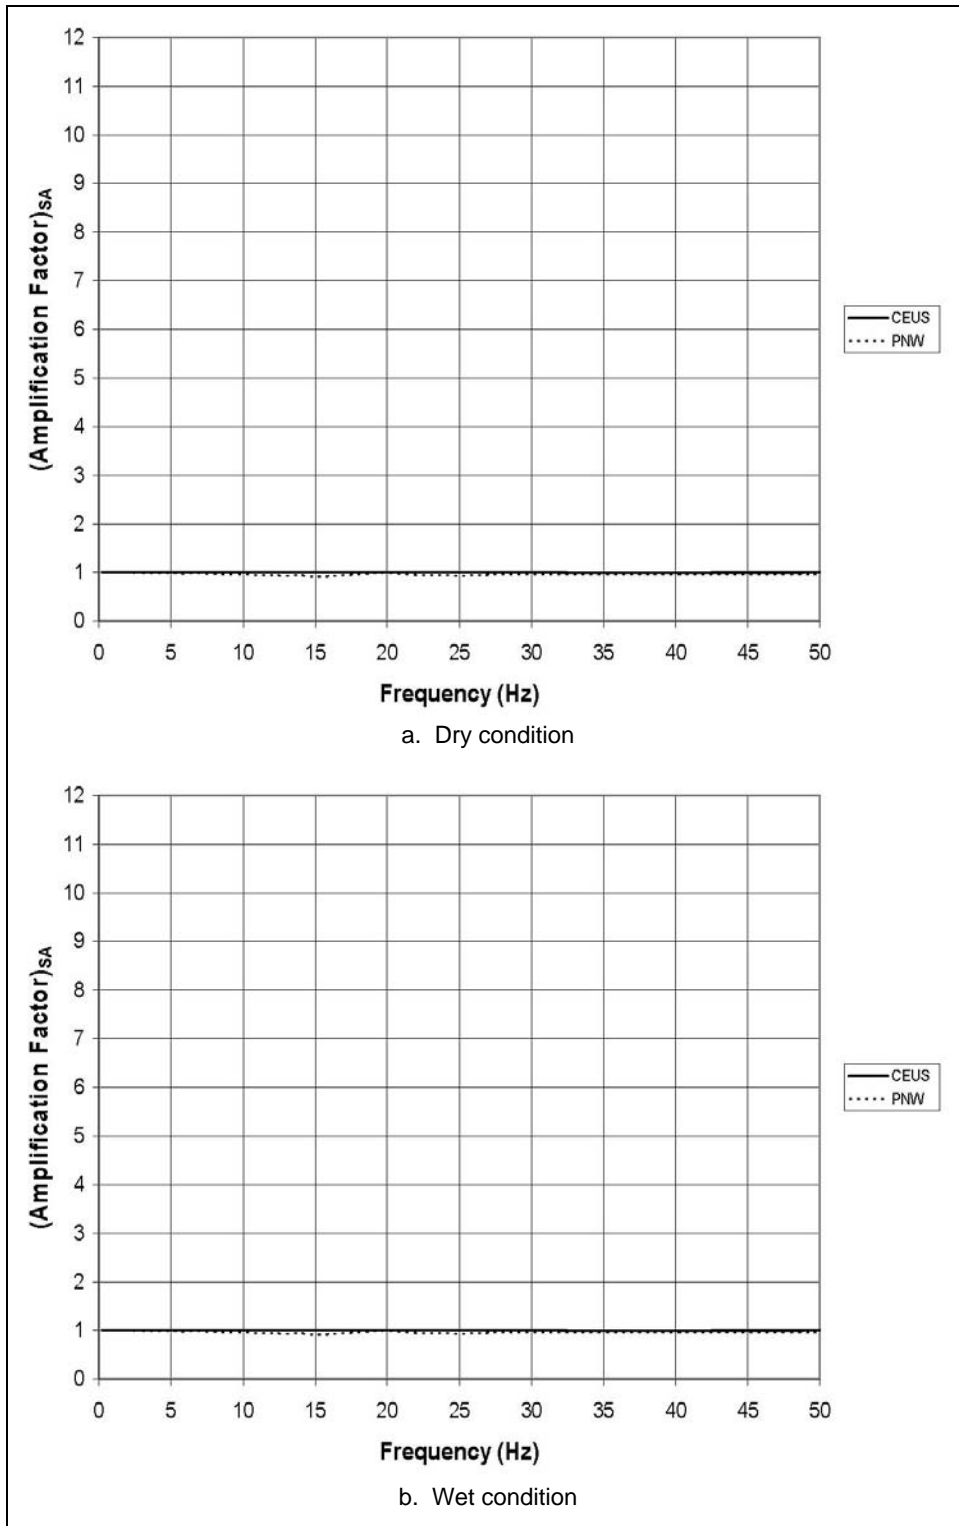 12
11
10
9
8
7
6
5
4
3
2
1
0
(Amplification Factor)SA
0 5 10 15 20 25 30 35 40 45 50
Frequency (Hz)
CEUS
PNW
a. Dry condition
12
11
10
9
8
7
6
5
4
3
2
1
0
(Amplification Factor)SA
0 5 10 15 20 25 30 35 40 45 50
Frequency (Hz)
CEUS
PNW
b. Wet condition